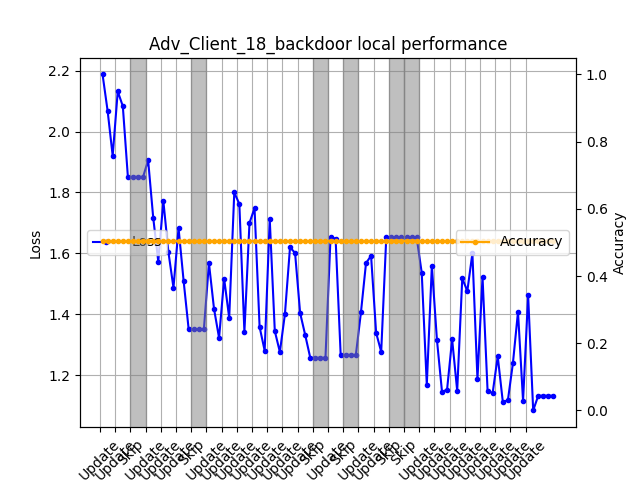 Adv_Client_18_backdoor local performance
Loss
2.2
2.0
1.8
1.6
1.4
1.2
Loss
Accuracy
1.0
0.8
0.6
0.4
0.2
0.0
Accuracy
Update
Update
Skip
Update
Update
Update
Skip
Update
Update
Update
Update
Update
Update
Update
Skip
Update
Skip
Update
Update
Skip
Skip
Update
Update
Update
Update
Update
Update
Update
Update